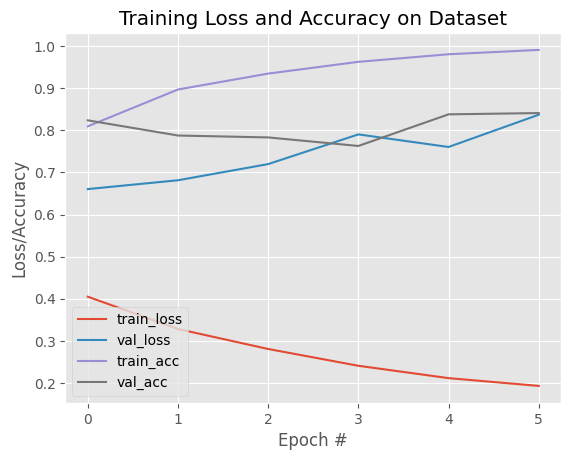 Training Loss and Accuracy on Dataset
1.0
0.9
0.8
0.7
0.6
0.5
0.4
0.3
0.2
Loss/Accuracy
train_loss
val_loss
train_acc
val_acc
0 1 2 3 4 5
Epoch #